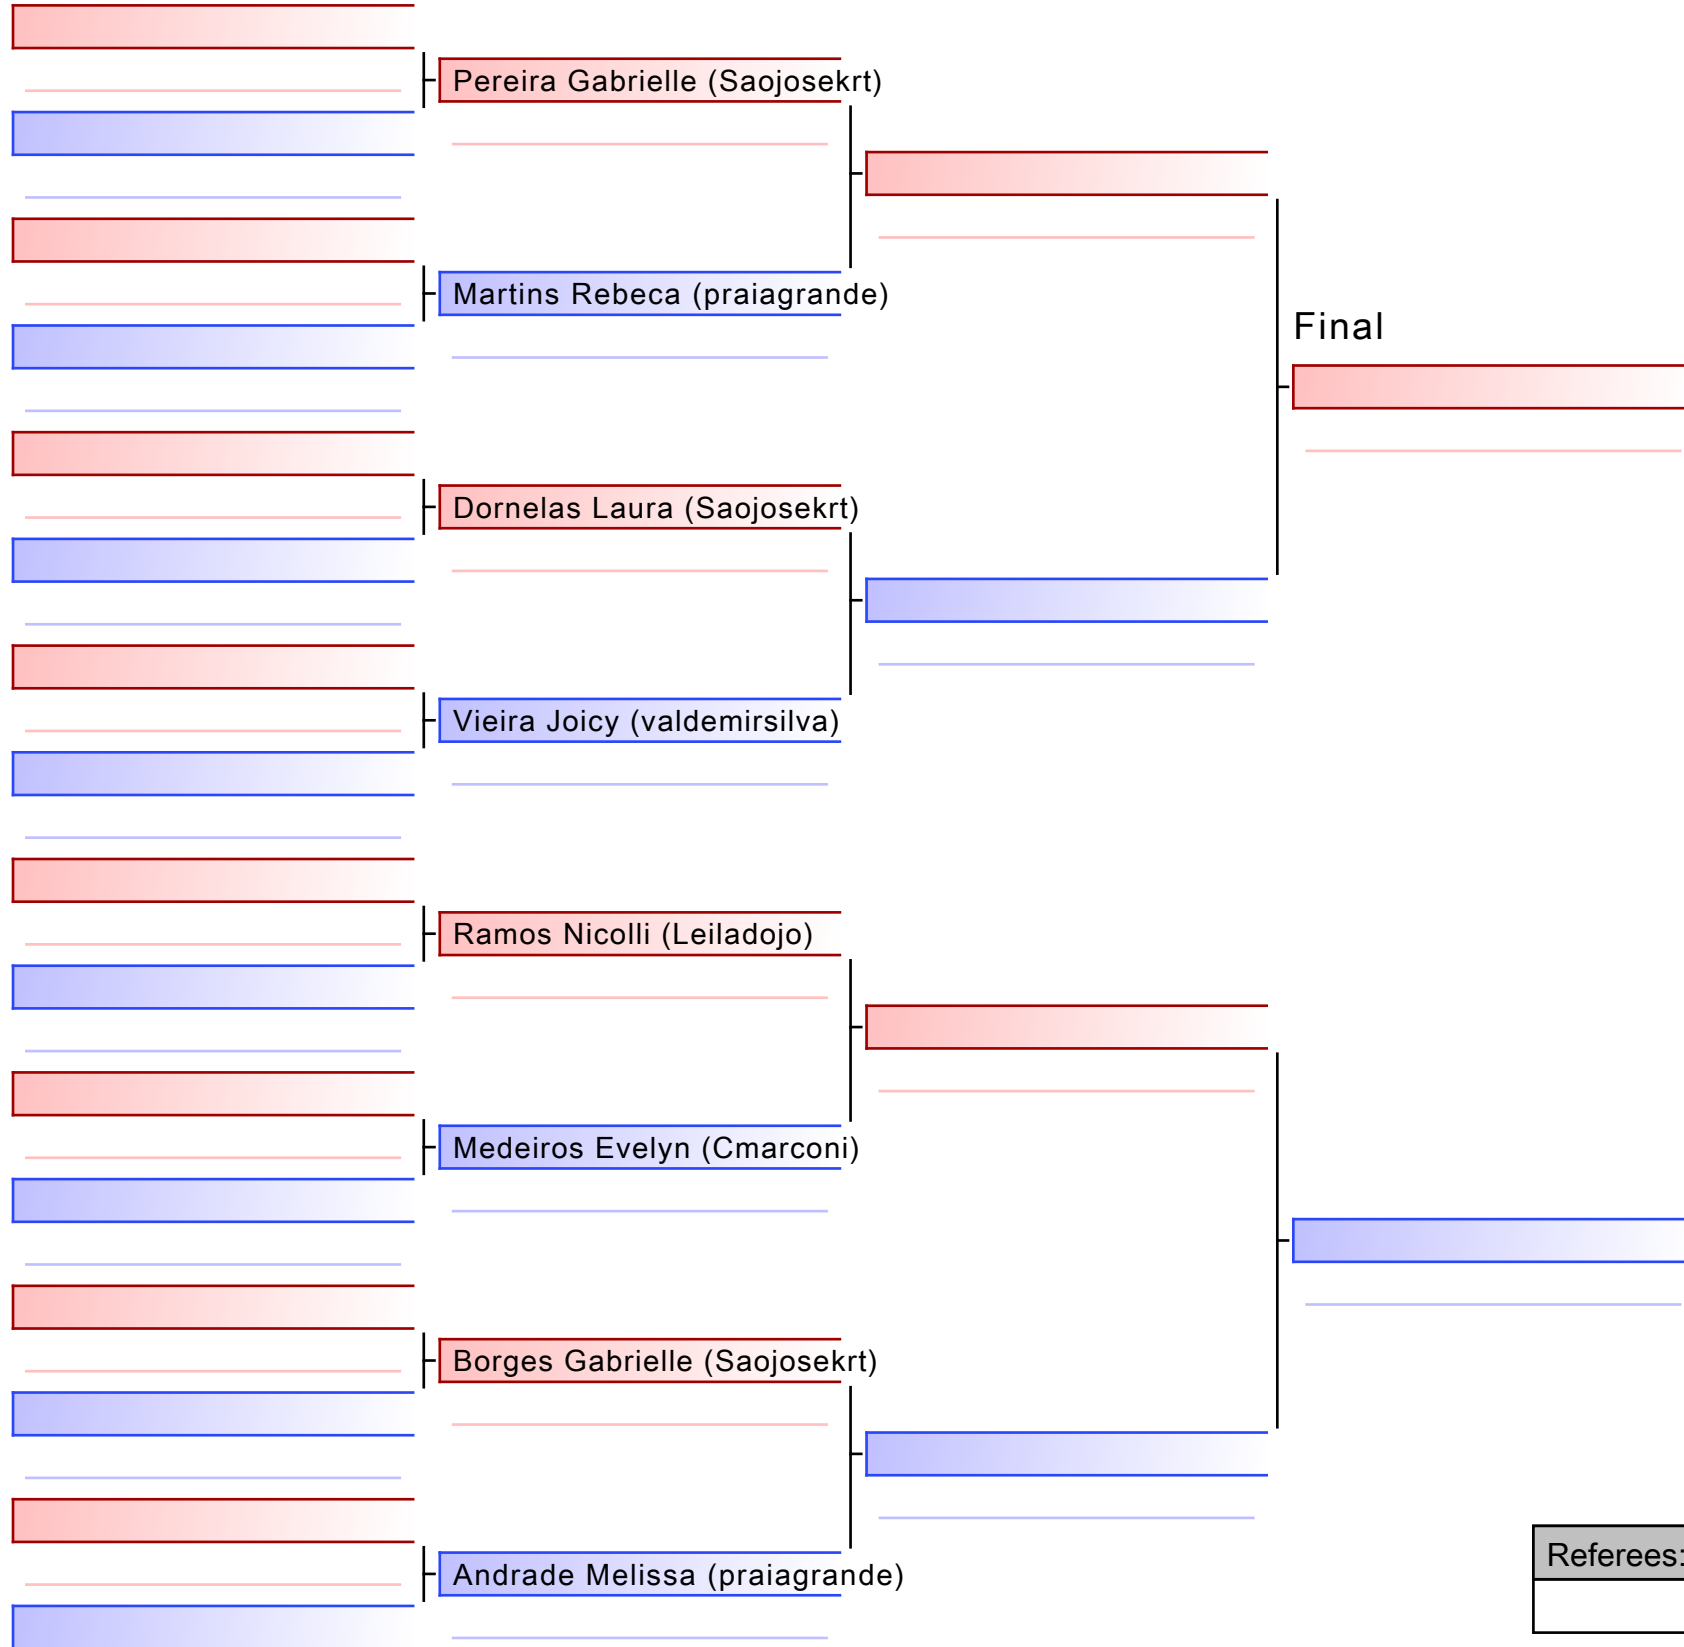 Pereira Gabrielle (Saojosekrt)
Martins Rebeca (praiagrande)
Final
Dornelas Laura (Saojosekrt)
Vieira Joicy (valdemirsilva)
Ramos Nicolli (Leiladojo)
Medeiros Evelyn (Cmarconi)
Borges Gabrielle (Saojosekrt)
Andrade Melissa (praiagrande)
Referees: